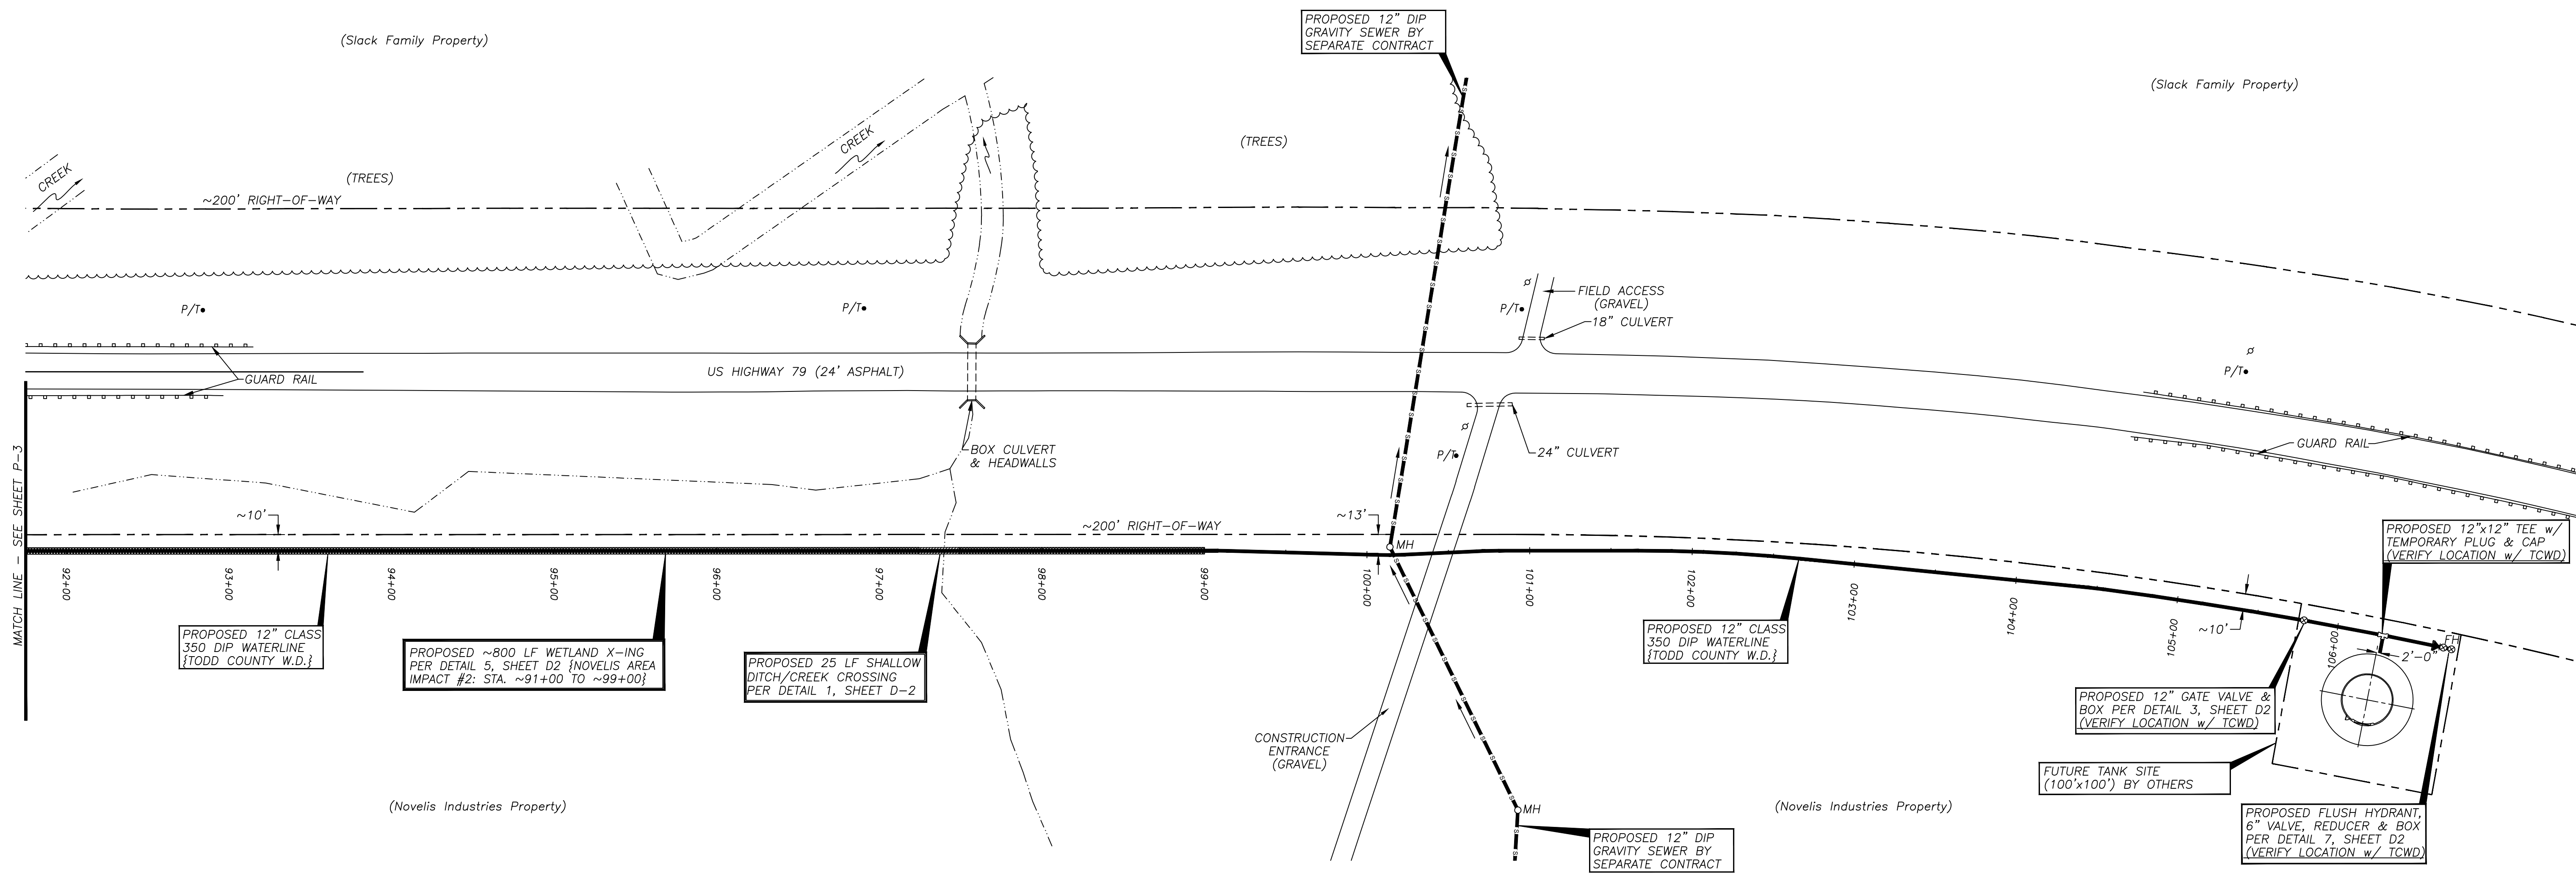 PROPOSED 12" DIP
GRAVITY SEWER BY
SEPARATE CONTRACT
(Slack Family Property)
(Slack Family Property)
CREEK
CREEK
(TREES)
(TREES)
~200' RIGHT-OF-WAY
P/T
P/T
P/T
FIELD ACCESS
(GRAVEL)
18" CULVERT
GUARD RAIL
US HIGHWAY 79 (24' ASPHALT)
P/T
GUARD RAIL
BOX CULVERT
& HEADWALLS
P/T
24" CULVERT
MATCH LINE - SEE SHEET P-3
~10'
~200' RIGHT-OF-WAY
~13'
MH
PROPOSED 12"x12" TEE w/
TEMPORARY PLUG & CAP
(VERIFY LOCATION w/ TCWD)
92+00
93+00
94+00
95+00
96+00
97+00
98+00
99+00
100+00
101+00
102+00
103+00
104+00
105+00
106+00
~10'
FH
2'-0"
PROPOSED 12" CLASS
350 DIP WATERLINE
{TODD COUNTY W.D.}
PROPOSED ~800 LF WETLAND X-ING
PER DETAIL 5, SHEET D2 {NOVELIS AREA
IMPACT #2: STA. ~91+00 TO ~99+00}
PROPOSED 25 LF SHALLOW
DITCH/CREEK CROSSING
PER DETAIL 1, SHEET D-2
PROPOSED 12" CLASS
350 DIP WATERLINE
{TODD COUNTY W.D.}
PROPOSED 12" GATE VALVE &
BOX PER DETAIL 3, SHEET D2
(VERIFY LOCATION w/ TCWD)
CONSTRUCTION
ENTRANCE
(GRAVEL)
FUTURE TANK SITE
(100'x100') BY OTHERS
(Novelis Industries Property)
MH
(Novelis Industries Property)
PROPOSED FLUSH HYDRANT,
6" VALVE, REDUCER & BOX
PER DETAIL 7, SHEET D2
(VERIFY LOCATION w/ TCWD)
PROPOSED 12" DIP
GRAVITY SEWER BY
SEPARATE CONTRACT